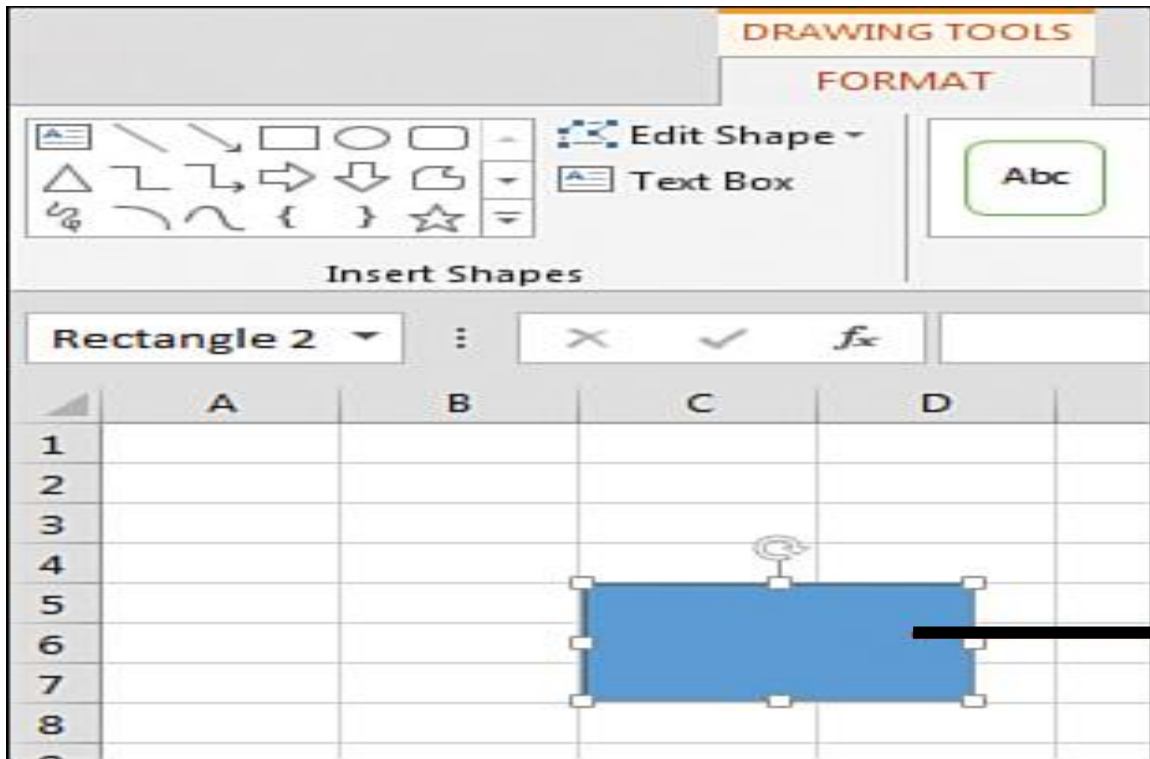 DRAWING TOOLS
FORMAT
Edit Shape
Text Box
Abc
Insert Shapes
Rectangle 2
fx
A B C D
1
2
3
4
5
6
7
8